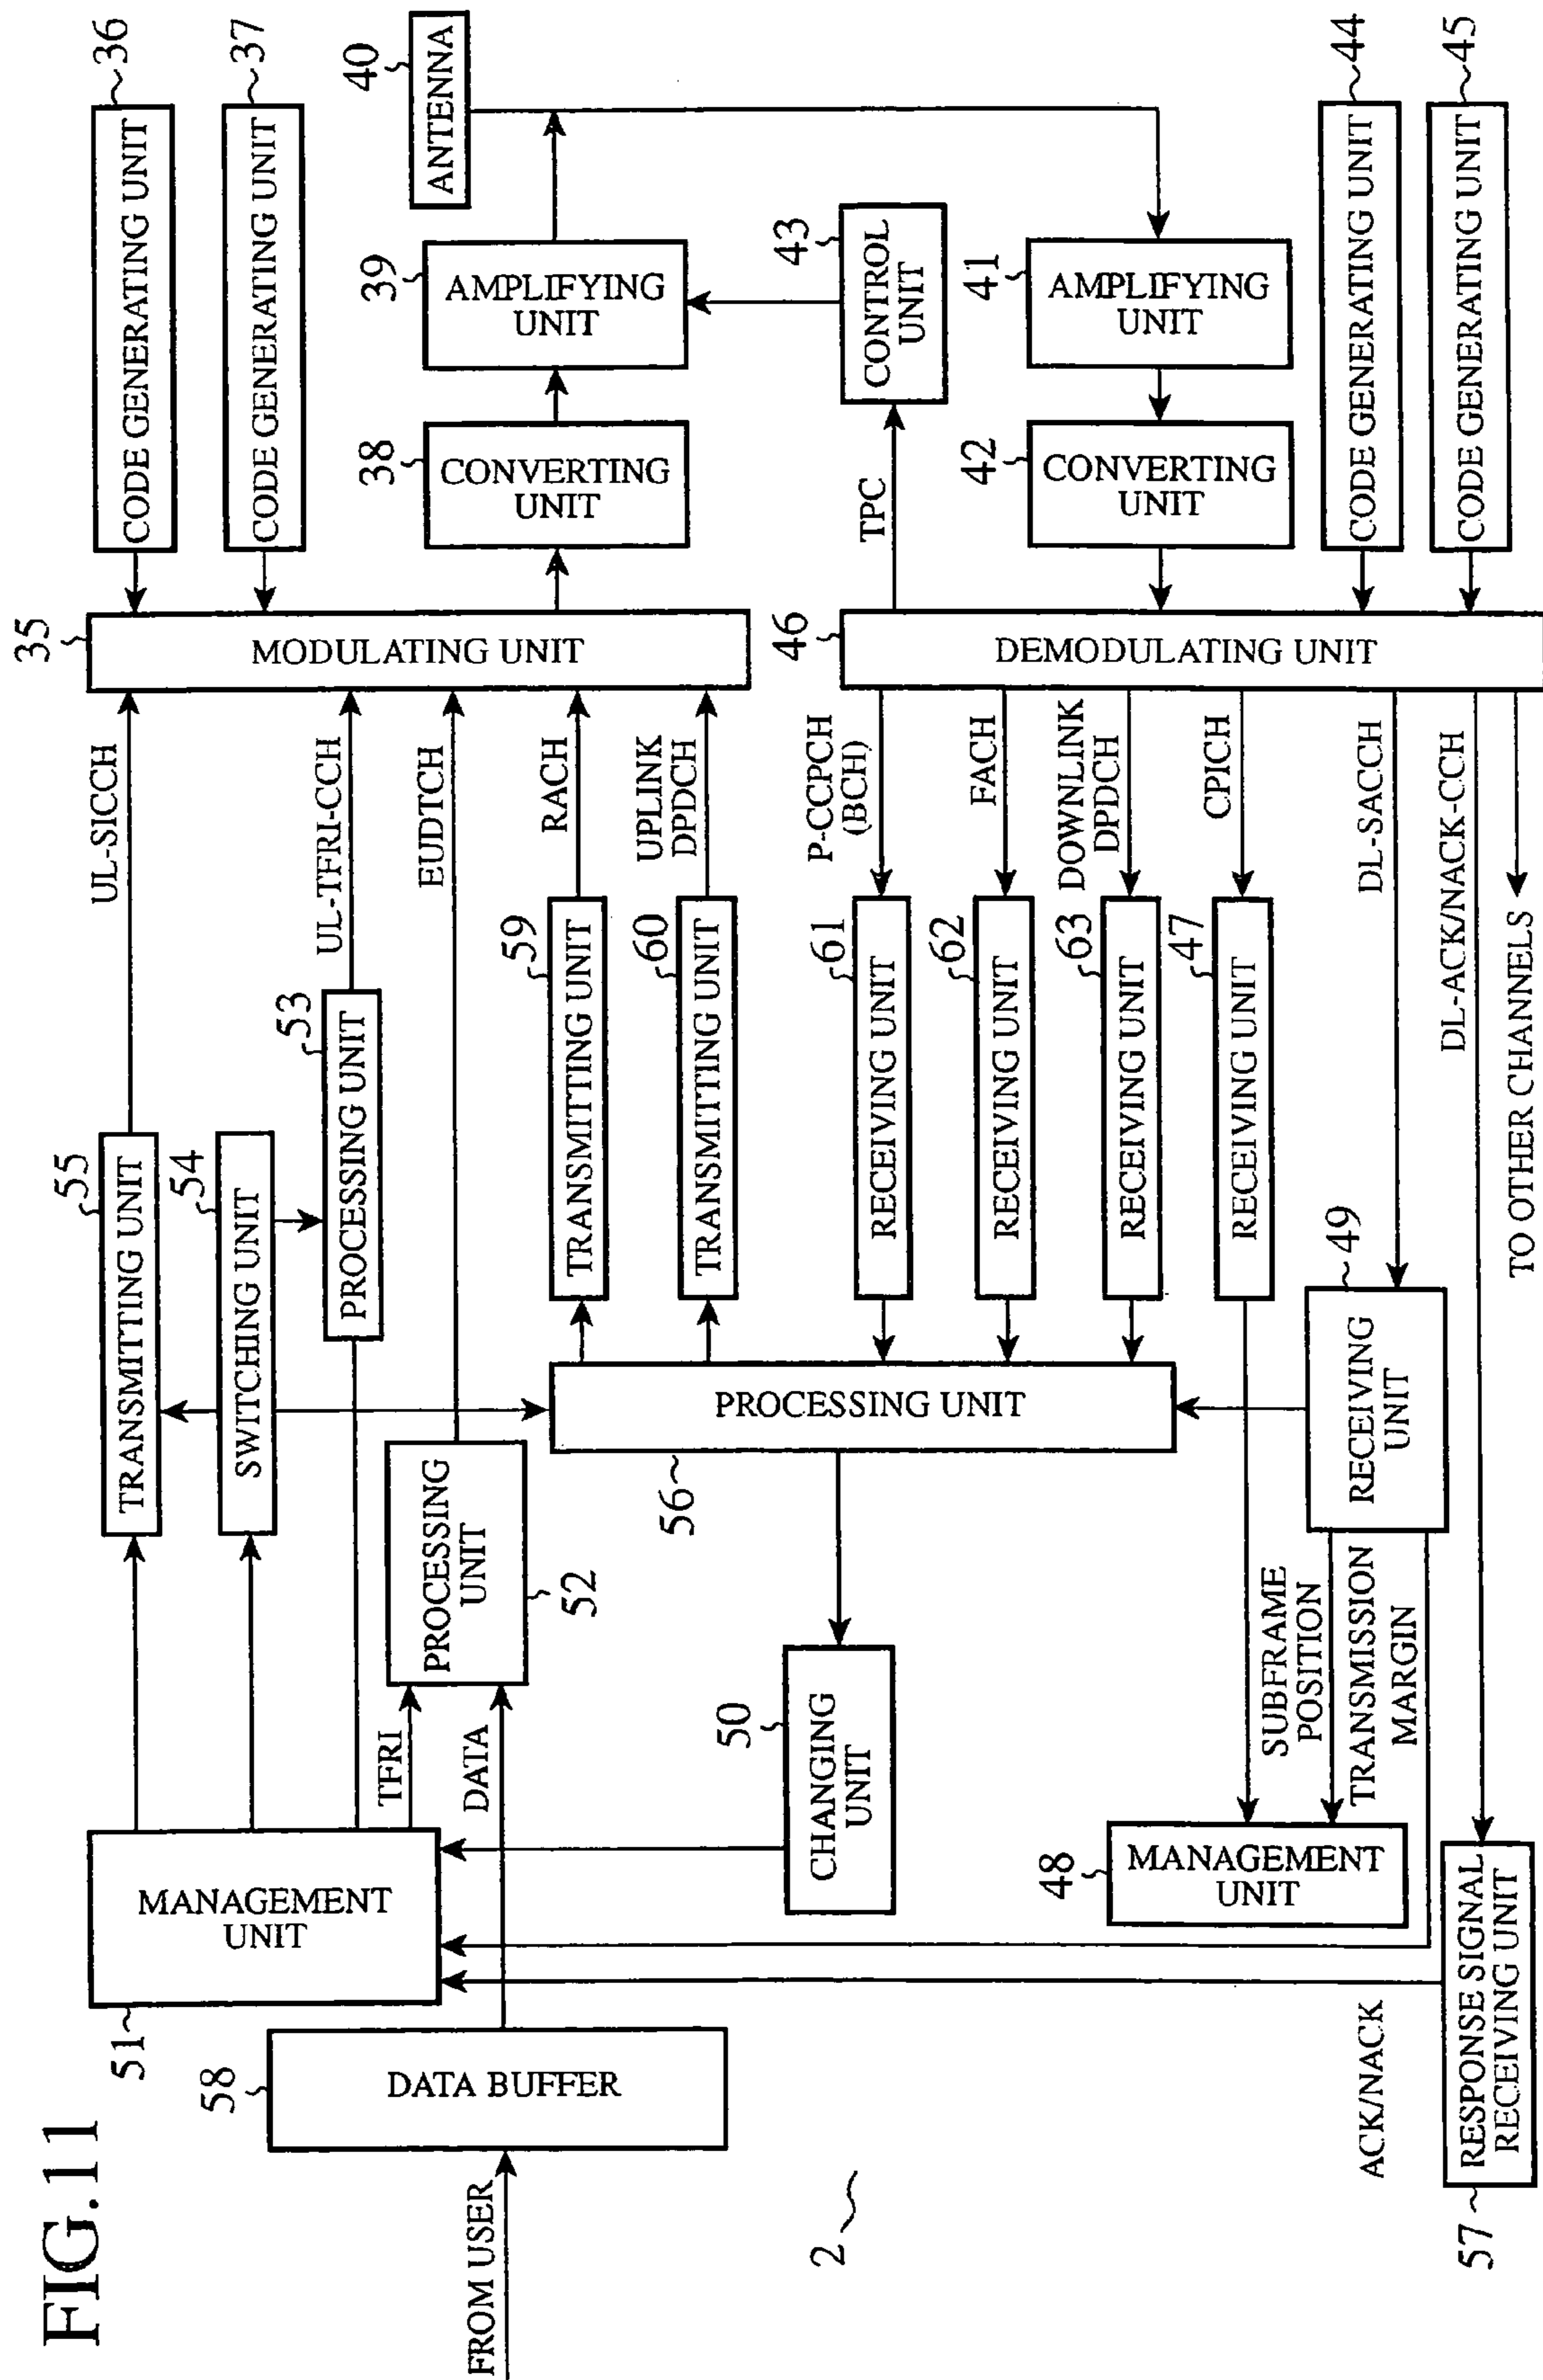 FIG.11
36
CODE GENERATING UNIT
37
CODE GENERATING UNIT
40
ANTENNA
39
AMPLIFYING
UNIT
38
CONVERTING
UNIT
43
CONTROL
UNIT
41
AMPLIFYING
UNIT
42
CONVERTING
UNIT
44
CODE GENERATING UNIT
45
CODE GENERATING UNIT
TPC
35
MODULATING UNIT
46
DEMODULATING UNIT
UL-SICCH
UL-TFRI-CCH
EUDTCH
RACH
UPLINK
DPDCH
P-CCPCH
(BCH)
FACH
DOWNLINK
DPDCH
CPICH
DL-SACCH
DL-ACK/NACK-CCH
TO OTHER CHANNELS
55
TRANSMITTING UNIT
54
SWITCHING UNIT
53
PROCESSING UNIT
59
TRANSMITTING UNIT
60
TRANSMITTING UNIT
61
RECEIVING UNIT
62
RECEIVING UNIT
63
RECEIVING UNIT
47
RECEIVING UNIT
49
RECEIVING
UNIT
PROCESSING UNIT
56
PROCESSING
UNIT
52
TFRI
DATA
50
CHANGING
UNIT
SUBFRAME
POSITION
TRANSMISSION
MARGIN
48
MANAGEMENT
UNIT
MANAGEMENT
UNIT
51
58
DATA BUFFER
FROM USER
2
ACK/NACK
RESPONSE SIGNAL
RECEIVING UNIT
57